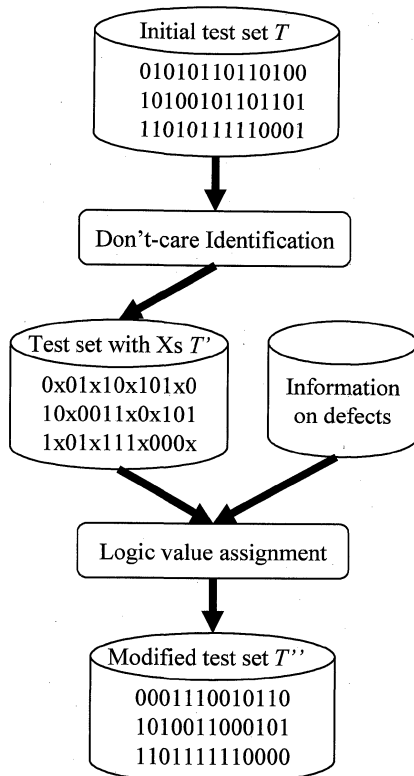 Initial test set T
01010110110100
10100101101101
11010111110001
Don't-care Identification
Test set with Xs T'
0x01x10x101x0
10x0011x0x101
1x01x111x000x
Information
on defects
Logic value assignment
Modified test set T''
0001110010110
1010011000101
1101111110000